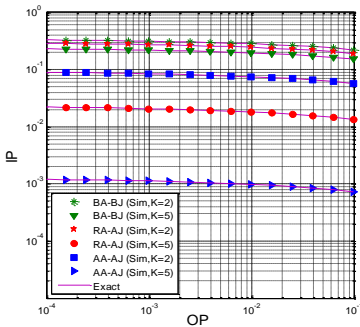 10^0
10^-1
10^-2
10^-3
10^-4
IP
BA-BJ (Sim,K=2)
BA-BJ (Sim,K=5)
RA-AJ (Sim,K=2)
RA-AJ (Sim,K=5)
AA-AJ (Sim,K=2)
AA-AJ (Sim,K=5)
Exact
10^-4
10^-3
10^-2
OP